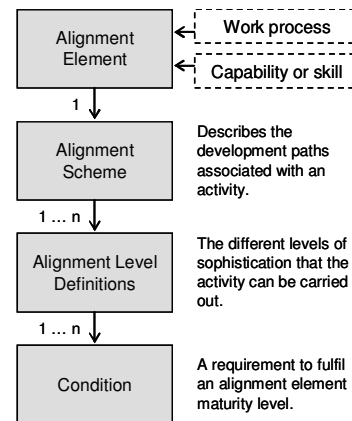 Alignment
Element
Work process
Capability or skill
1
Alignment
Scheme
Describes the
development paths
associated with an
activity.
1 ... n
Alignment Level
Definitions
The different levels of
sophistication that the
activity can be carried
out.
1 ... n
Condition
A requirement to fulfil
an alignment element
maturity level.